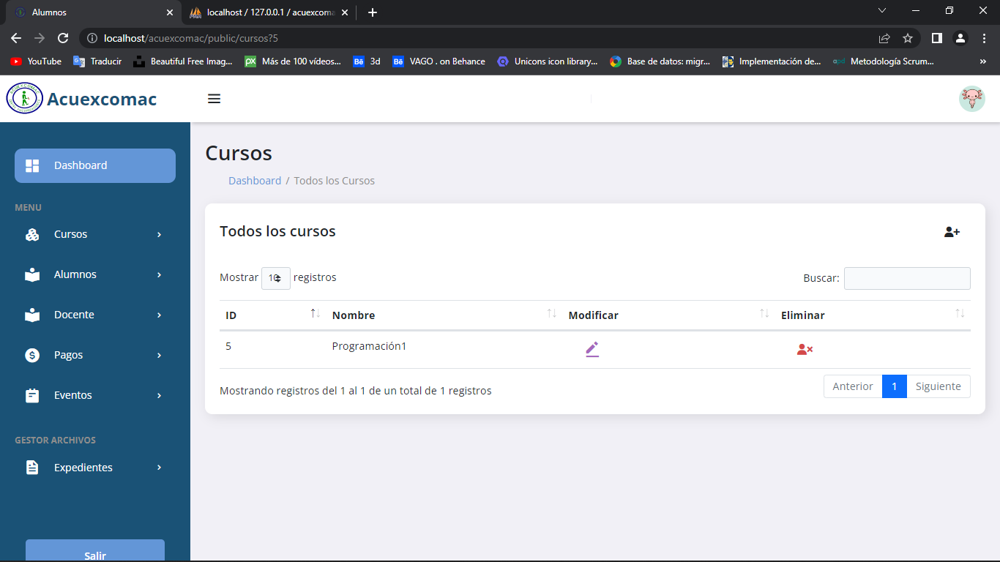 Alumnos
localhost / 127.0.0.1 / acuexcoma
localhost/acuexcomac/public/cursos?5
YouTube
Traducir
Beautiful Free Imag...
Más de 100 vídeos...
3d
VAGO . on Behance
Unicons icon library...
Base de datos: migr...
Implementación de...
Metodología Scrum...
»
Acuexcomac
Dashboard
MENU
Cursos
Alumnos
Docente
Pagos
Eventos
GESTOR ARCHIVOS
Expedientes
Salir
Cursos
Dashboard / Todos los Cursos
Todos los cursos
Mostrar 10 registros
Buscar:
ID Nombre Modificar Eliminar
5 Programación1
Mostrando registros del 1 al 1 de un total de 1 registros
Anterior 1 Siguiente